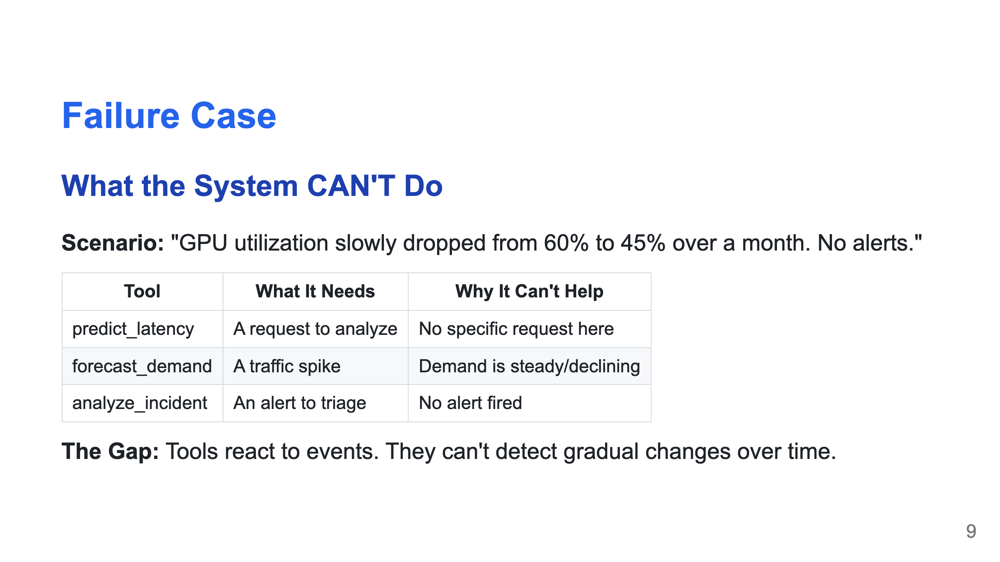 Failure Case
What the System CAN'T Do
Scenario: "GPU utilization slowly dropped from 60% to 45% over a month. No alerts."
Tool What It Needs Why It Can't Help
predict_latency A request to analyze No specific request here
forecast_demand A traffic spike Demand is steady/declining
analyze_incident An alert to triage No alert fired
The Gap: Tools react to events. They can't detect gradual changes over time.
9